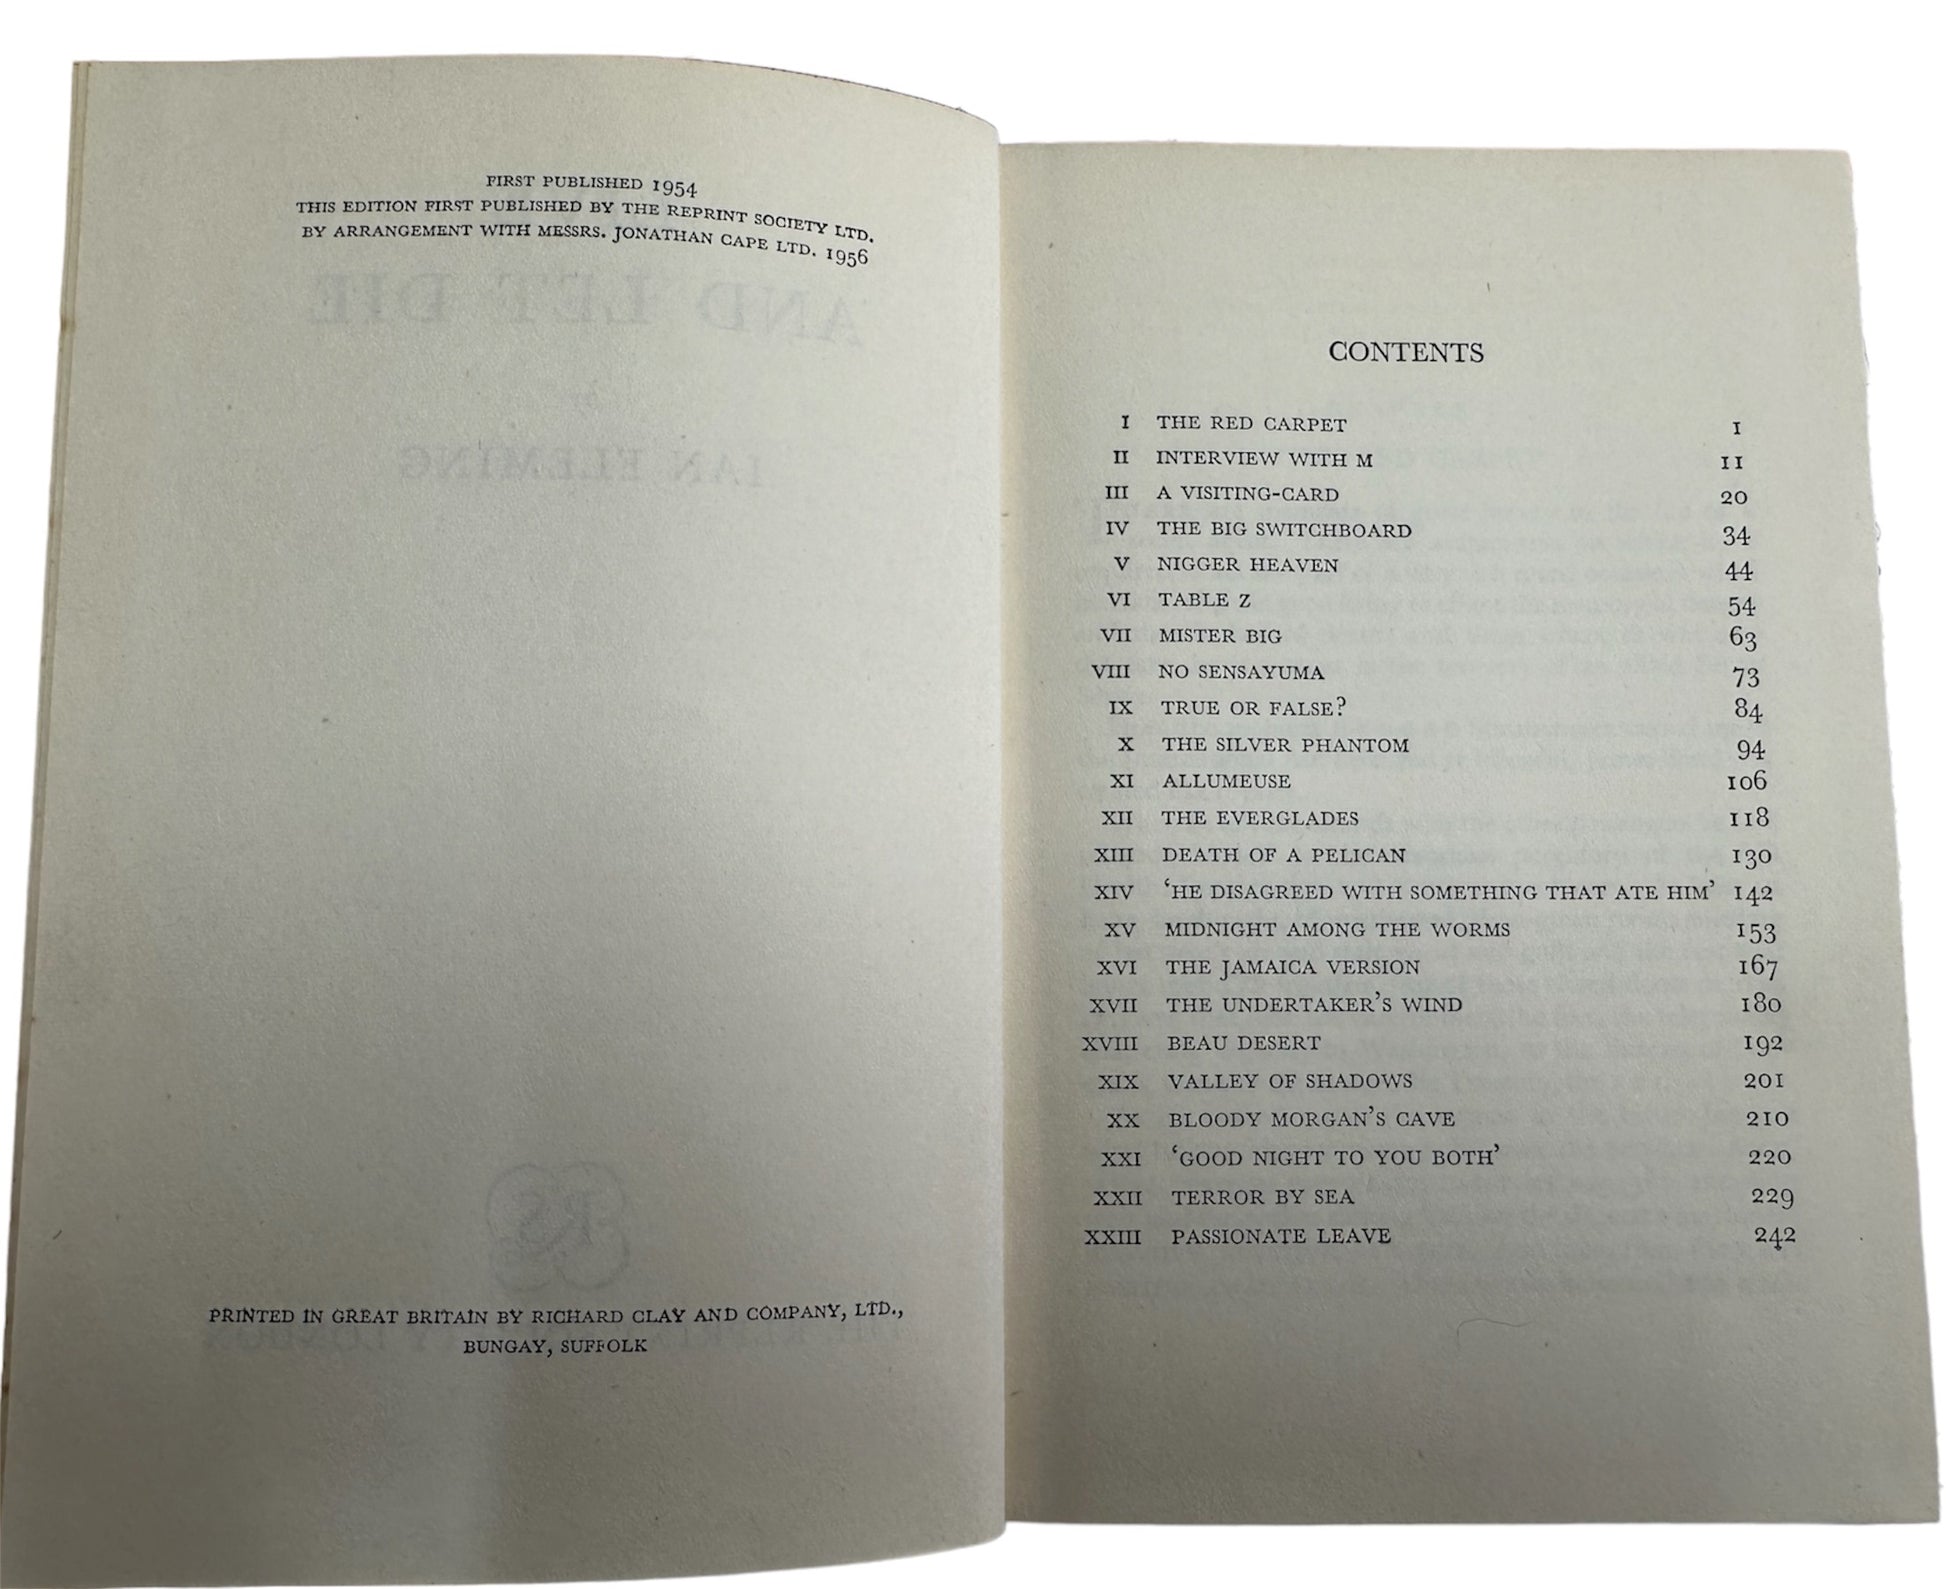 FIRST PUBLISHED 1954
THIS EDITION FIRST PUBLISHED BY THE REPRINT SOCIETY LTD.
BY ARRANGEMENT WITH MESSRS. JONATHAN CAPE LTD. 1956
AND LET DIE
IAN FLEMING
RS
PRINTED IN GREAT BRITAIN BY RICHARD CLAY AND COMPANY, LTD.,
BUNGAY, SUFFOLK
CONTENTS
I THE RED CARPET 1
II INTERVIEW WITH M 11
III A VISITING-CARD 20
IV THE BIG SWITCHBOARD 34
V NIGGER HEAVEN 44
VI TABLE Z 54
VII MISTER BIG 63
VIII NO SENSAYUMA 73
IX TRUE OR FALSE? 84
X THE SILVER PHANTOM 94
XI ALLUMEUSE 106
XII THE EVERGLADES 118
XIII DEATH OF A PELICAN 130
XIV ‘HE DISAGREED WITH SOMETHING THAT ATE HIM’ 142
XV MIDNIGHT AMONG THE WORMS 153
XVI THE JAMAICA VERSION 167
XVII THE UNDERTAKER’S WIND 180
XVIII BEAU DESERT 192
XIX VALLEY OF SHADOWS 201
XX BLOODY MORGAN’S CAVE 210
XXI ‘GOOD NIGHT TO YOU BOTH’ 220
XXII TERROR BY SEA 229
XXIII PASSIONATE LEAVE 242